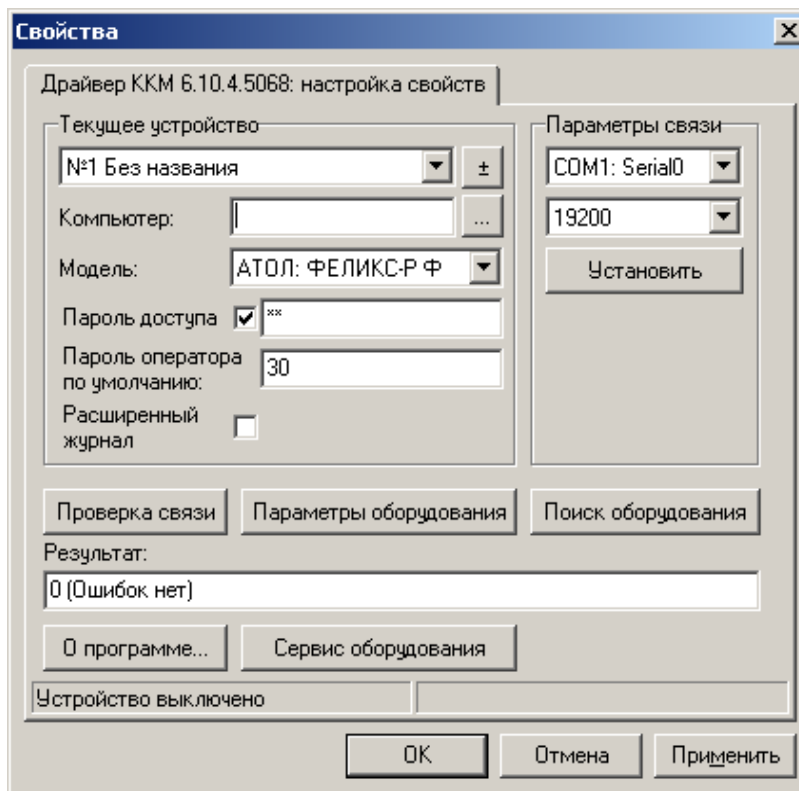 Свойства
Драйвер ККМ 6.10.4.5068: настройка свойств
Текущее устройство
№1 Без названия
±
Компьютер:
...
Модель:
АТОЛ: ФЕЛИКС-Р Ф
Пароль доступа
**
Пароль оператора
по умолчанию:
30
Расширенный
журнал
Параметры связи
COM1: Serial0
19200
Установить
Проверка связи
Параметры оборудования
Поиск оборудования
Результат:
0 (Ошибок нет)
О программе...
Сервис оборудования
Устройство выключено
OK
Отмена
Применить